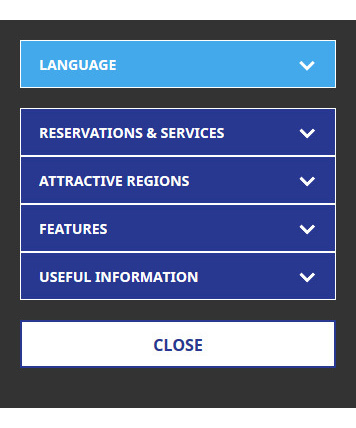 LANGUAGE
RESERVATIONS & SERVICES
ATTRACTIVE REGIONS
FEATURES
USEFUL INFORMATION
CLOSE